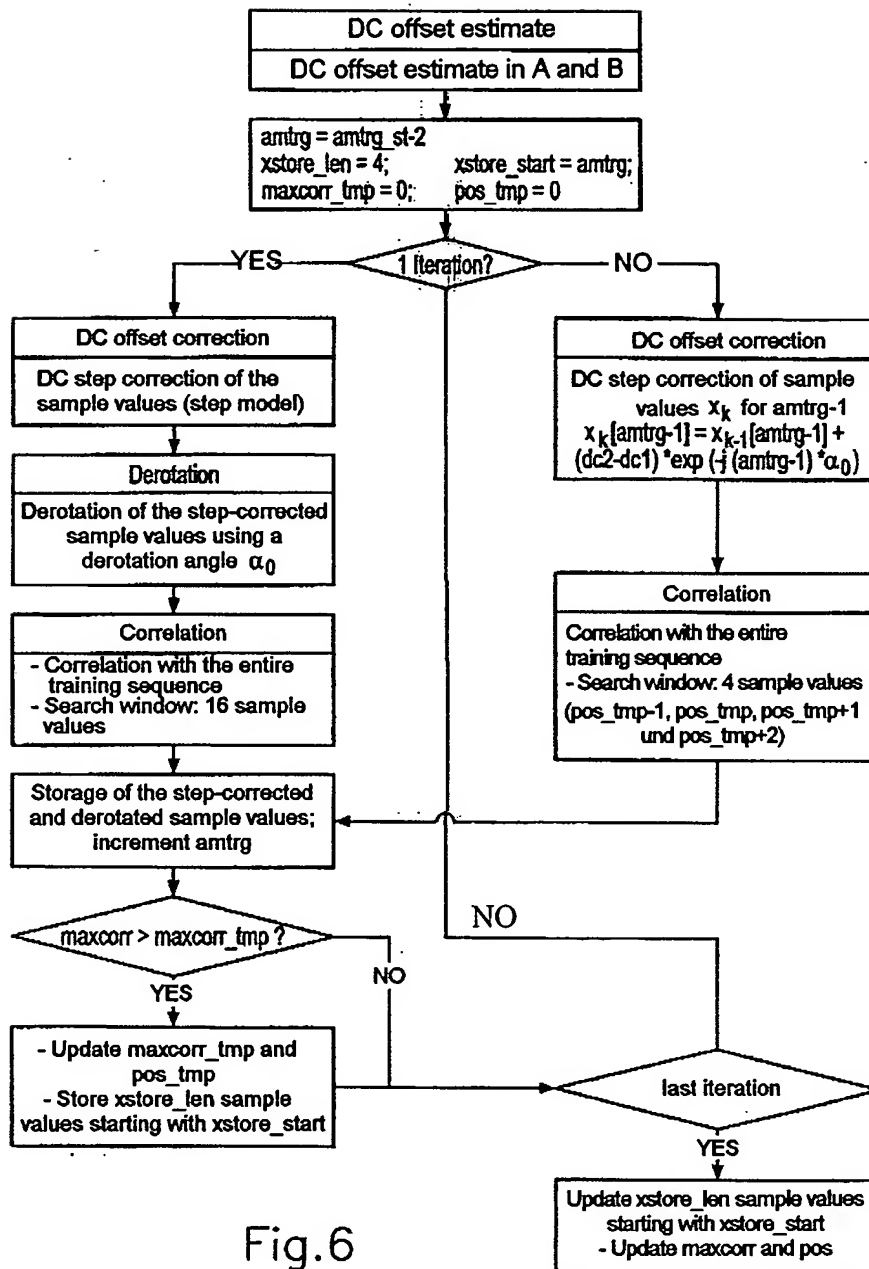 DC offset estimate
DC offset estimate in A and B
amtrg = amtrg_st-2
xstore_len = 4; xstore_start = amtrg;
maxcorr_tmp = 0; pos_tmp = 0
1 Iteration?
YES
NO
DC offset correction
DC step correction of the
sample values (step model)
Derotation
Derotation of the step-corrected
sample values using a
derotation angle α0
Correlation
- Correlation with the entire
training sequence
- Search window: 16 sample
values
DC offset correction
DC step correction of sample
values xk for amtrg-1
xk[amtrg-1] = xk-1[amtrg-1] +
(dc2-dc1) *exp (-j (amtrg-1) *α0)
Correlation
Correlation with the entire
training sequence
- Search window: 4 sample values
(pos_tmp-1, pos_tmp, pos_tmp+1
und pos_tmp+2)
Storage of the step-corrected
and derotated sample values;
increment amtrg
maxcorr > maxcorr_tmp ?
NO
NO
YES
- Update maxcorr_tmp and
pos_tmp
- Store xstore_len sample
values starting with xstore_start
last iteration
YES
Update xstore_len sample values
starting with xstore_start
- Update maxcorr and pos
Fig.6